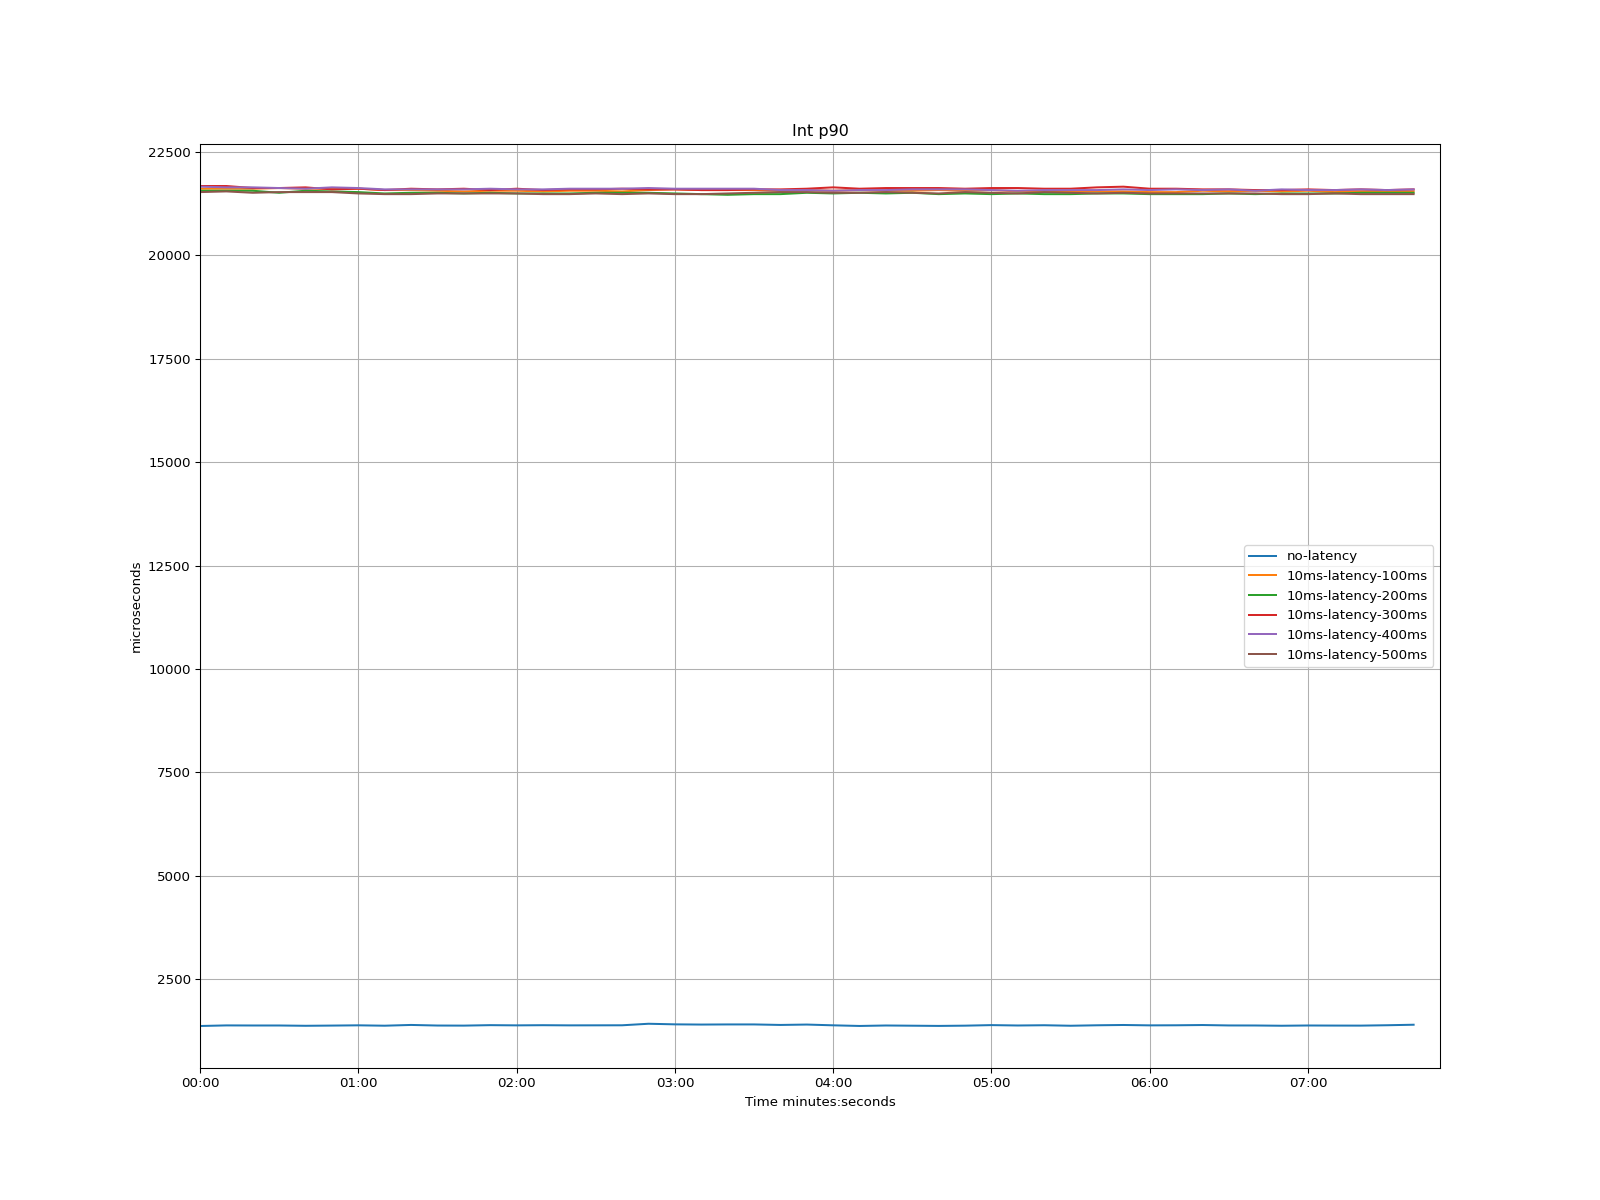 Int p90
22500
20000
17500
15000
12500
10000
7500
5000
2500
microseconds
no-latency
10ms-latency-100ms
10ms-latency-200ms
10ms-latency-300ms
10ms-latency-400ms
10ms-latency-500ms
00:00 01:00 02:00 03:00 04:00 05:00 06:00 07:00
Time minutes:seconds